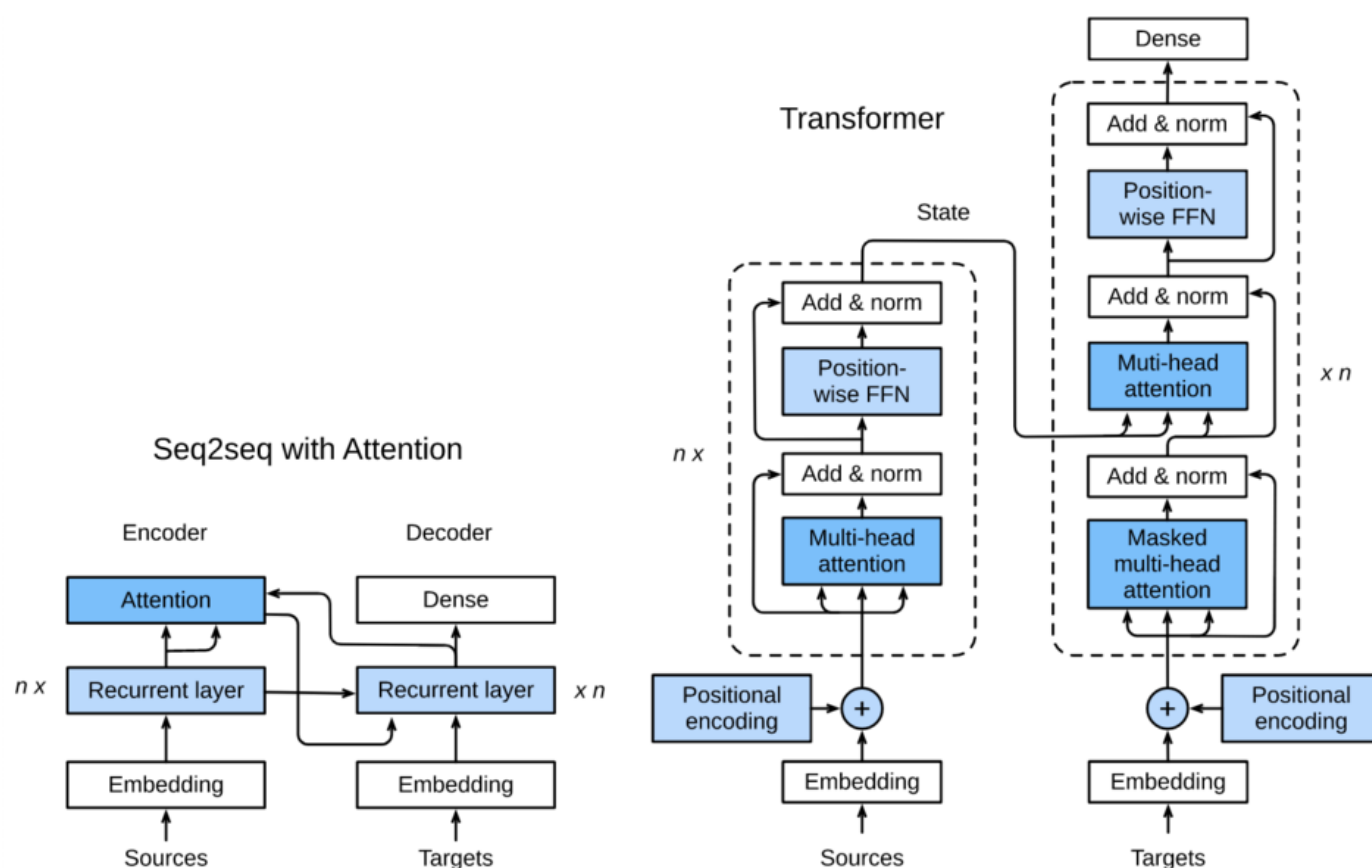 Seq2seq with Attention
Encoder
Decoder
Attention
Dense
n x
Recurrent layer
Recurrent layer
x n
Embedding
Embedding
Sources
Targets
Transformer
State
n x
Add & norm
Position-
wise FFN
Add & norm
Multi-head
attention
Positional
encoding
+
Embedding
Sources
Dense
Add & norm
Position-
wise FFN
Add & norm
Muti-head
attention
x n
Add & norm
Masked
multi-head
attention
+
Positional
encoding
Embedding
Targets